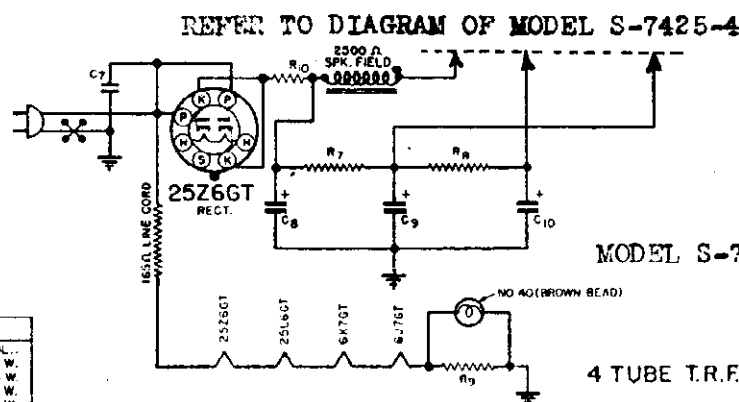 REFER TO DIAGRAM OF MODEL S-7425-4
2500 Ω
SPK. FIELD
R10
C7
K P
P
W W
S K
25Z6GT
RECT.
R7
R8
C8
C9
C10
165Ω LINE CORD
MODEL S-7
NO 40 (BROWN BEAD)
25Z6GT
25L6GT
6K7GT
6J7GT
R9
4 TUBE T.R.F.
W.
W.
W.